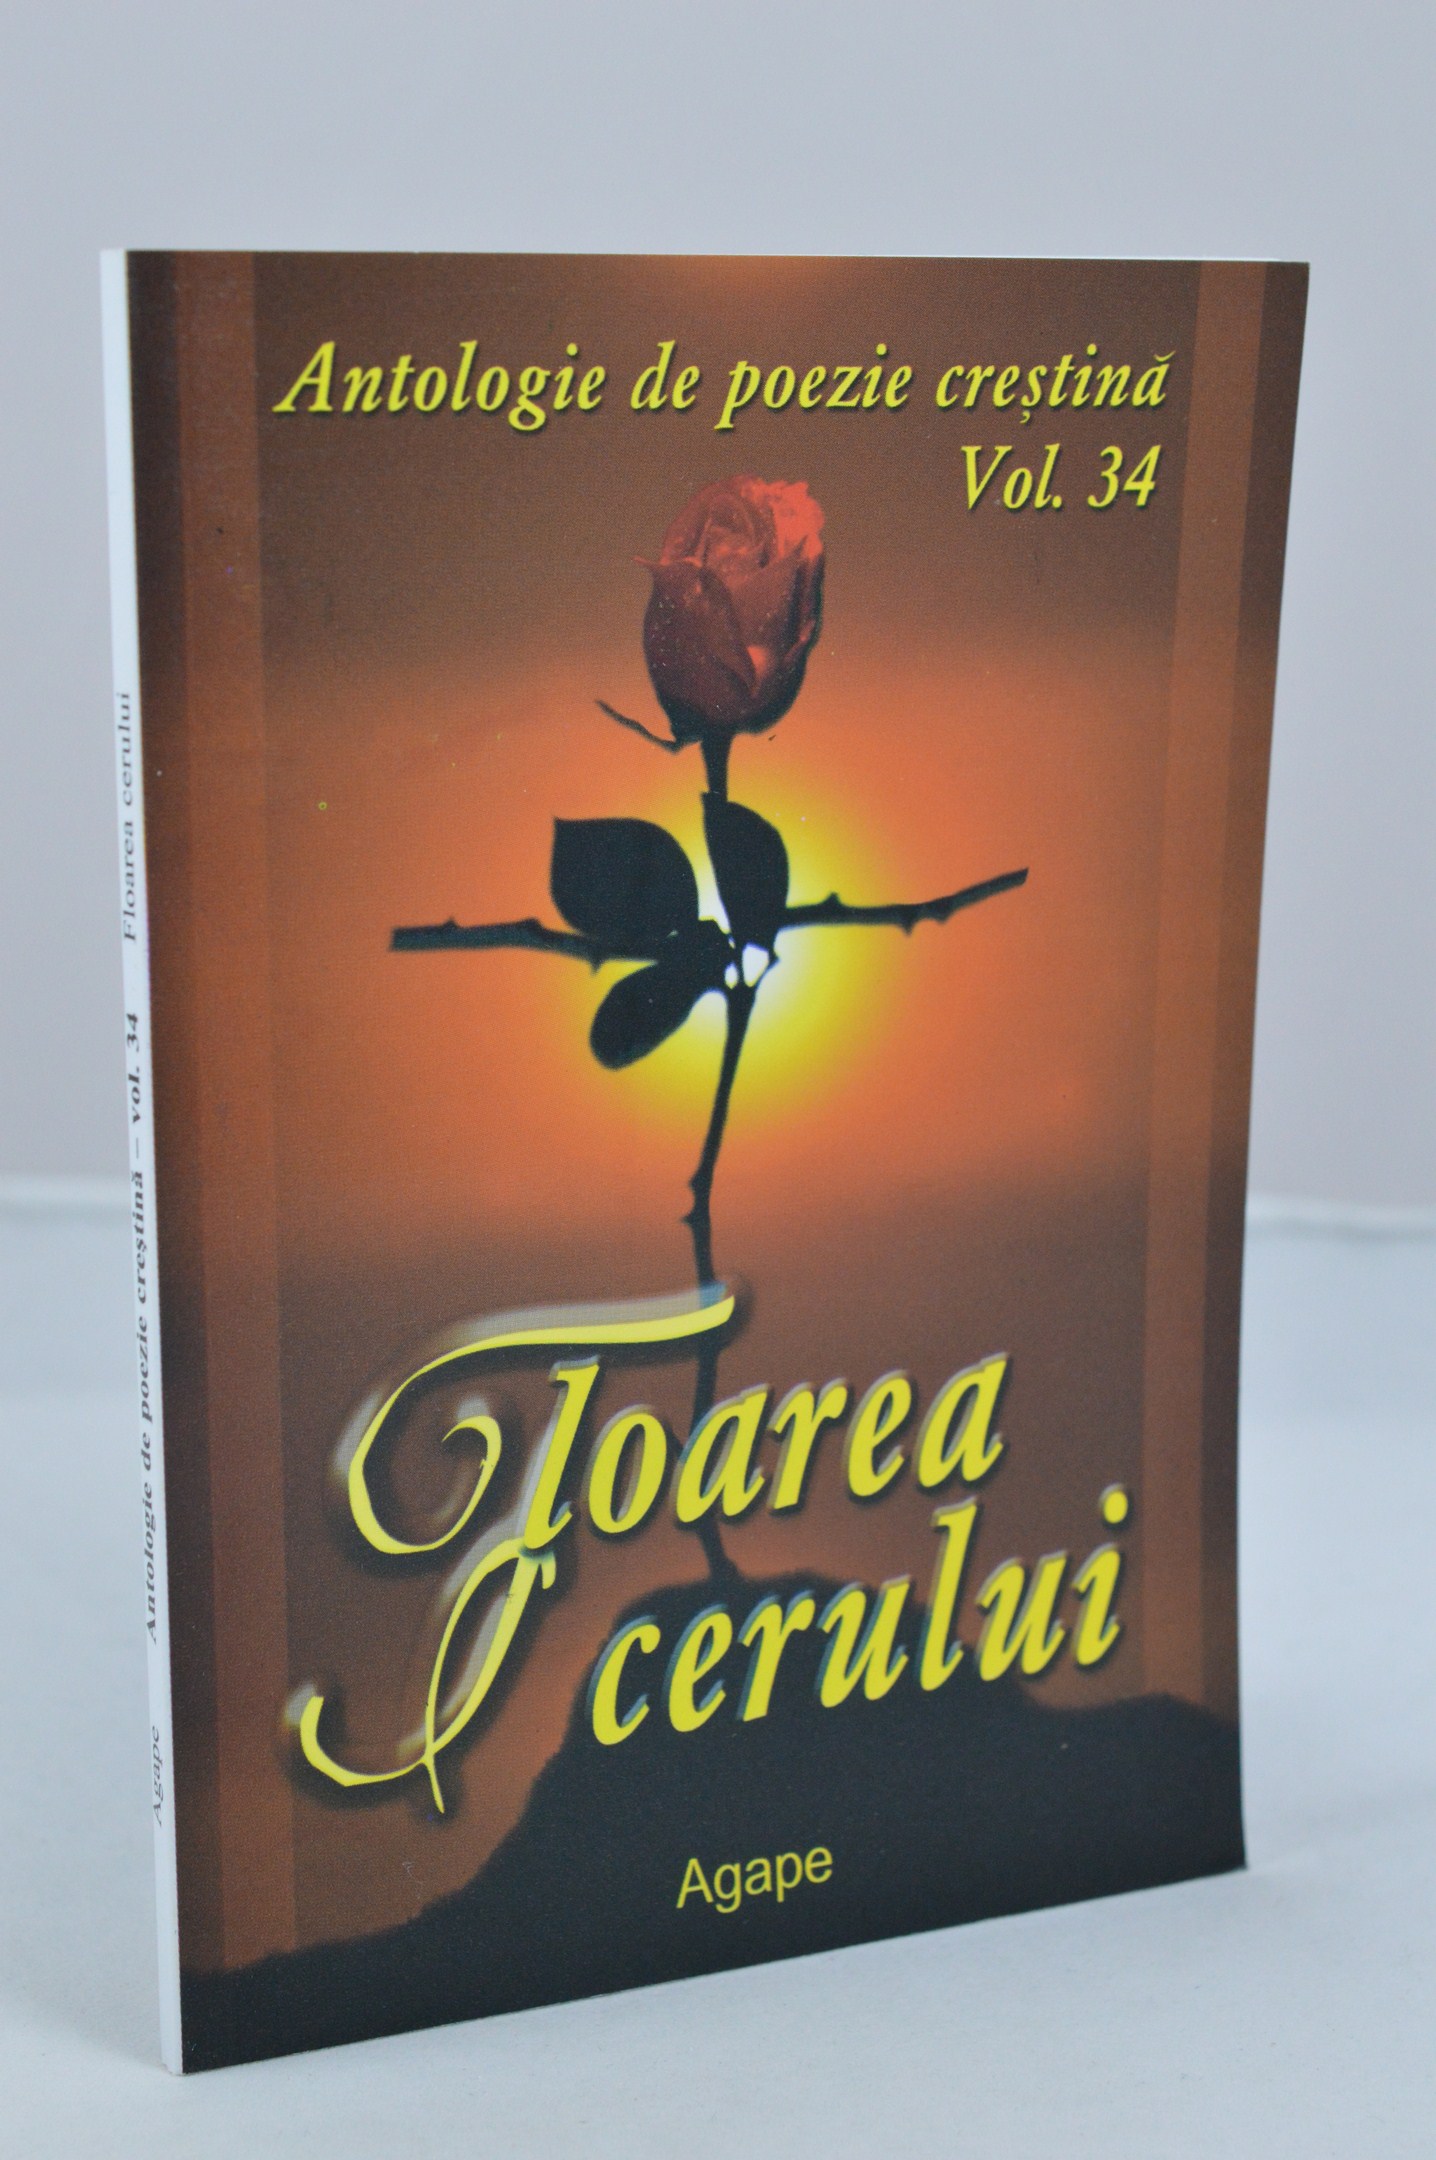 Antologie de poezie creștină
Vol. 34
Floarea
cerului
Agape
Agape Antologie de poezie creștină – vol. 34 Floarea cerului